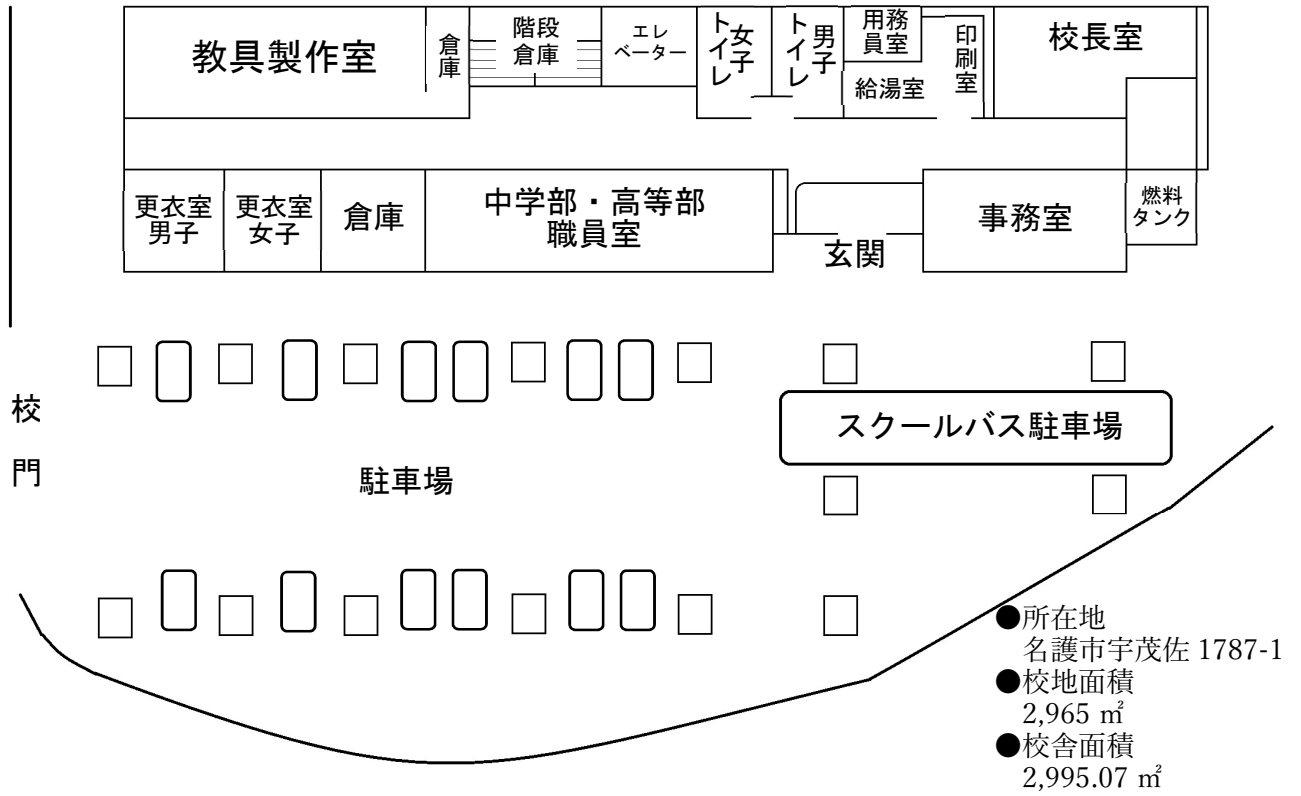 教具製作室
倉庫
階段
倉庫
エレ
ベーター
女子
トイレ
男子
トイレ
用務
員室
給湯室
印刷室
校長室
更衣室
男子
更衣室
女子
倉庫
中学部・高等部
職員室
玄関
事務室
燃料
タンク
校門
駐車場
スクールバス駐車場
●所在地
名護市宇茂佐 1787-1
●校地面積
2,965 ㎡
●校舎面積
2,995.07 ㎡